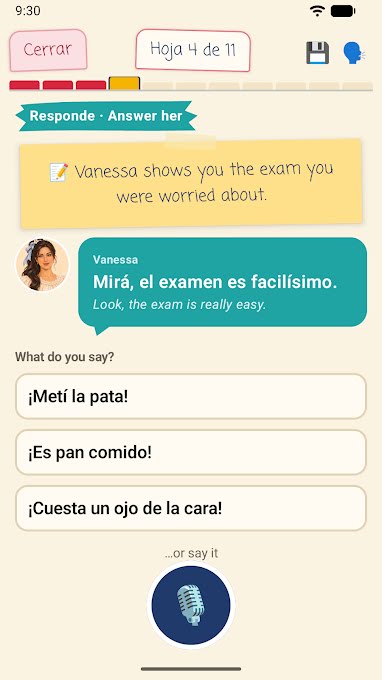 9:30
Cerrar
Hoja 4 de 11
Responde · Answer her
Vanessa shows you the exam you
were worried about.
Vanessa
Mirá, el examen es facilísimo.
Look, the exam is really easy.
What do you say?
¡Metí la pata!
¡Es pan comido!
¡Cuesta un ojo de la cara!
...or say it